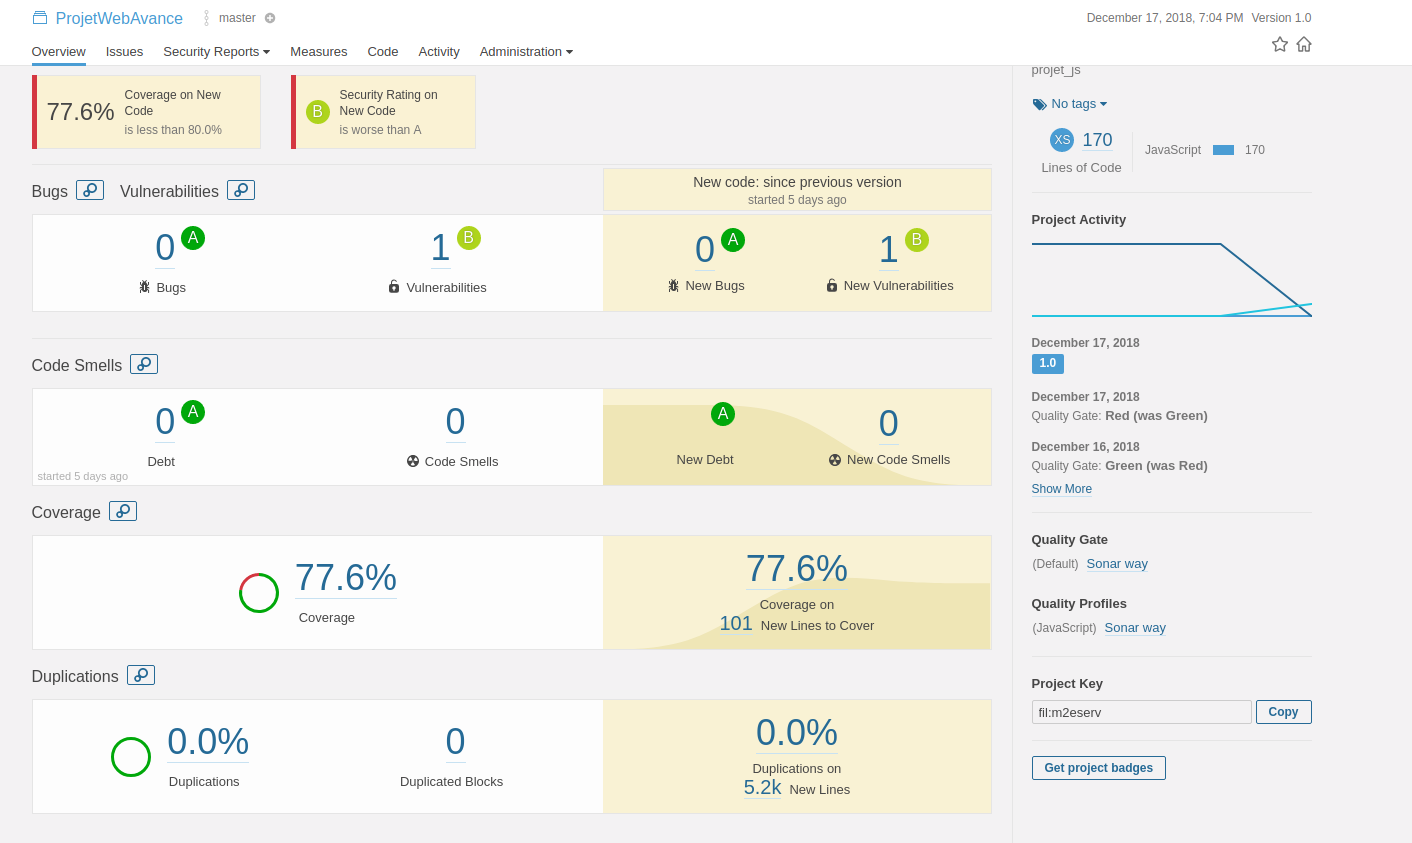 ProjetWebAvance
master
December 17, 2018, 7:04 PM Version 1.0
Overview Issues Security Reports Measures Code Activity Administration
77.6%
Coverage on New
Code
is less than 80.0%
B
Security Rating on
New Code
is worse than A
Bugs Vulnerabilities
New code: since previous version
started 5 days ago
0 A
Bugs
1 B
Vulnerabilities
0 A
New Bugs
1 B
New Vulnerabilities
Code Smells
0 A
Debt
started 5 days ago
0
Code Smells
A
New Debt
0
New Code Smells
Coverage
77.6%
Coverage
77.6%
Coverage on
101 New Lines to Cover
Duplications
0.0%
Duplications
0
Duplicated Blocks
0.0%
Duplications on
5.2k New Lines
projet_js
No tags
XS 170
Lines of Code
JavaScript 170
Project Activity
December 17, 2018
1.0
December 17, 2018
Quality Gate: Red (was Green)
December 16, 2018
Quality Gate: Green (was Red)
Show More
Quality Gate
(Default) Sonar way
Quality Profiles
(JavaScript) Sonar way
Project Key
fil:m2eserv Copy
Get project badges